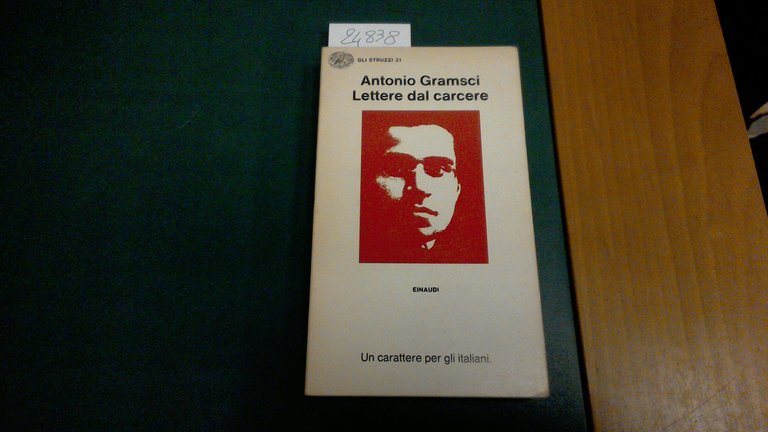 24838
GLI STRUZZI 21
Antonio Gramsci
Lettere dal carcere
EINAUDI
Un carattere per gli italiani.